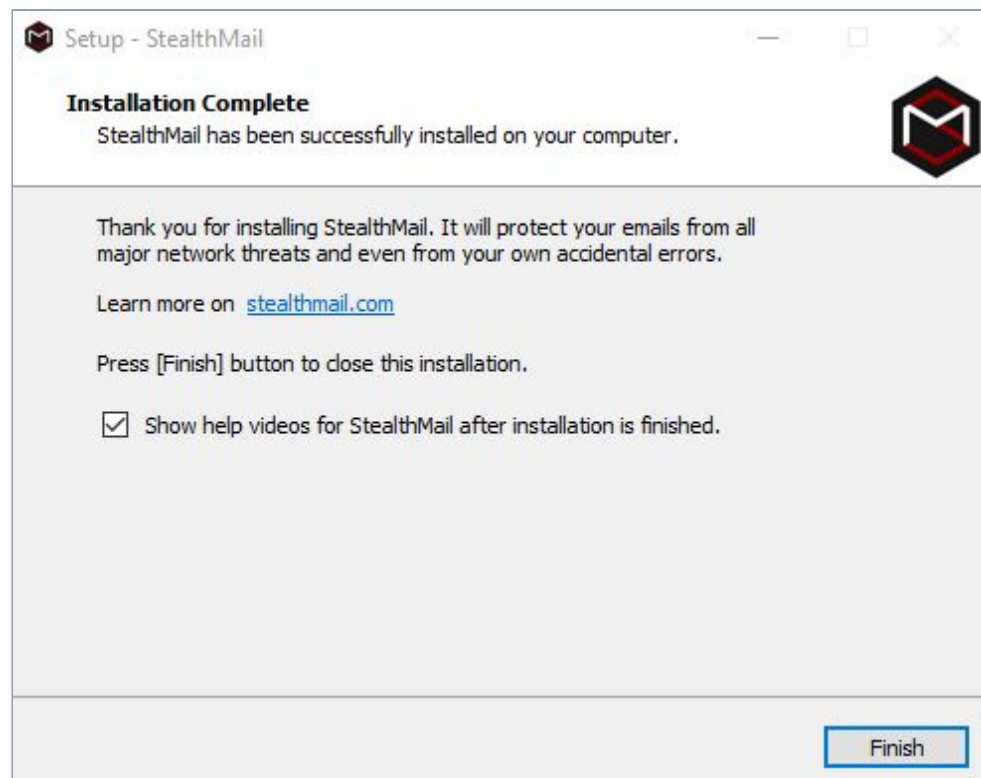 Setup - StealthMail
Installation Complete
StealthMail has been successfully installed on your computer.
Thank you for installing StealthMail. It will protect your emails from all
major network threats and even from your own accidental errors.
Learn more on stealthmail.com
Press [Finish] button to close this installation.
Show help videos for StealthMail after installation is finished.
Finish